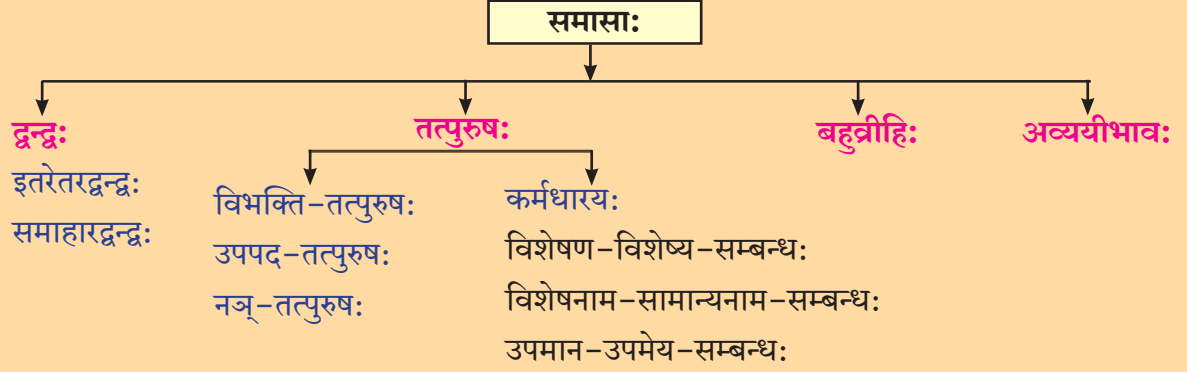 समासाः
द्वन्द्वः
इतरेतरद्वन्द्वः
समाहारद्वन्द्वः
तत्पुरुषः
विभक्ति-तत्पुरुषः
उपपद-तत्पुरुषः
नञ्-तत्पुरुषः
कर्मधारयः
विशेषण-विशेष्य-सम्बन्धः
विशेषनाम-सामान्यनाम-सम्बन्धः
उपमान-उपमेय-सम्बन्धः
बहुव्रीहिः
अव्ययीभावः